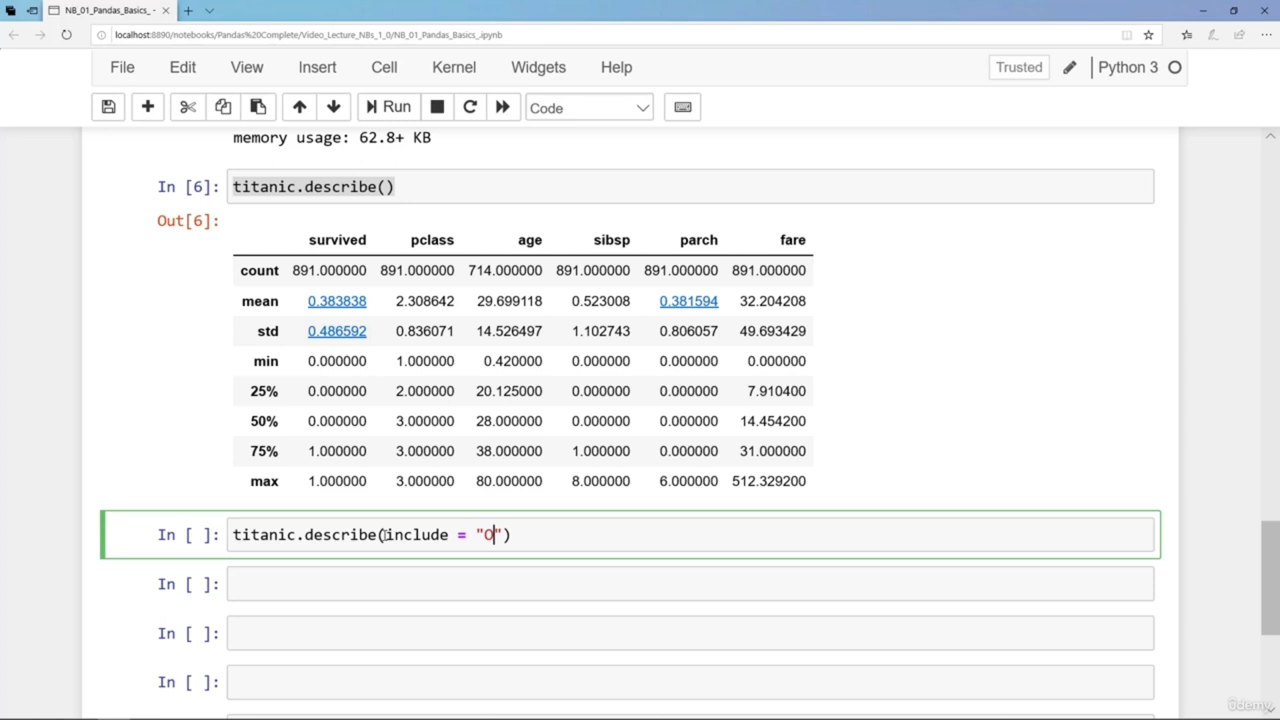 NB_01_Pandas_Basics_ -
localhost:8890/notebooks/Pandas%20Complete/Video_Lecture_NBs_1_0/NB_01_Pandas_Basics_.ipynb
File Edit View Insert Cell Kernel Widgets Help Trusted Python 3
Run Code
memory usage: 62.8+ KB
In [6]: titanic.describe()
Out[6]:
survived pclass age sibsp parch fare
count 891.000000 891.000000 714.000000 891.000000 891.000000 891.000000
mean 0.383838 2.308642 29.699118 0.523008 0.381594 32.204208
std 0.486592 0.836071 14.526497 1.102743 0.806057 49.693429
min 0.000000 1.000000 0.420000 0.000000 0.000000 0.000000
25% 0.000000 2.000000 20.125000 0.000000 0.000000 7.910400
50% 0.000000 3.000000 28.000000 0.000000 0.000000 14.454200
75% 1.000000 3.000000 38.000000 1.000000 0.000000 31.000000
max 1.000000 3.000000 80.000000 8.000000 6.000000 512.329200
In [ ]: titanic.describe(include = "O")
In [ ]:
In [ ]:
In [ ]:
ûdemy